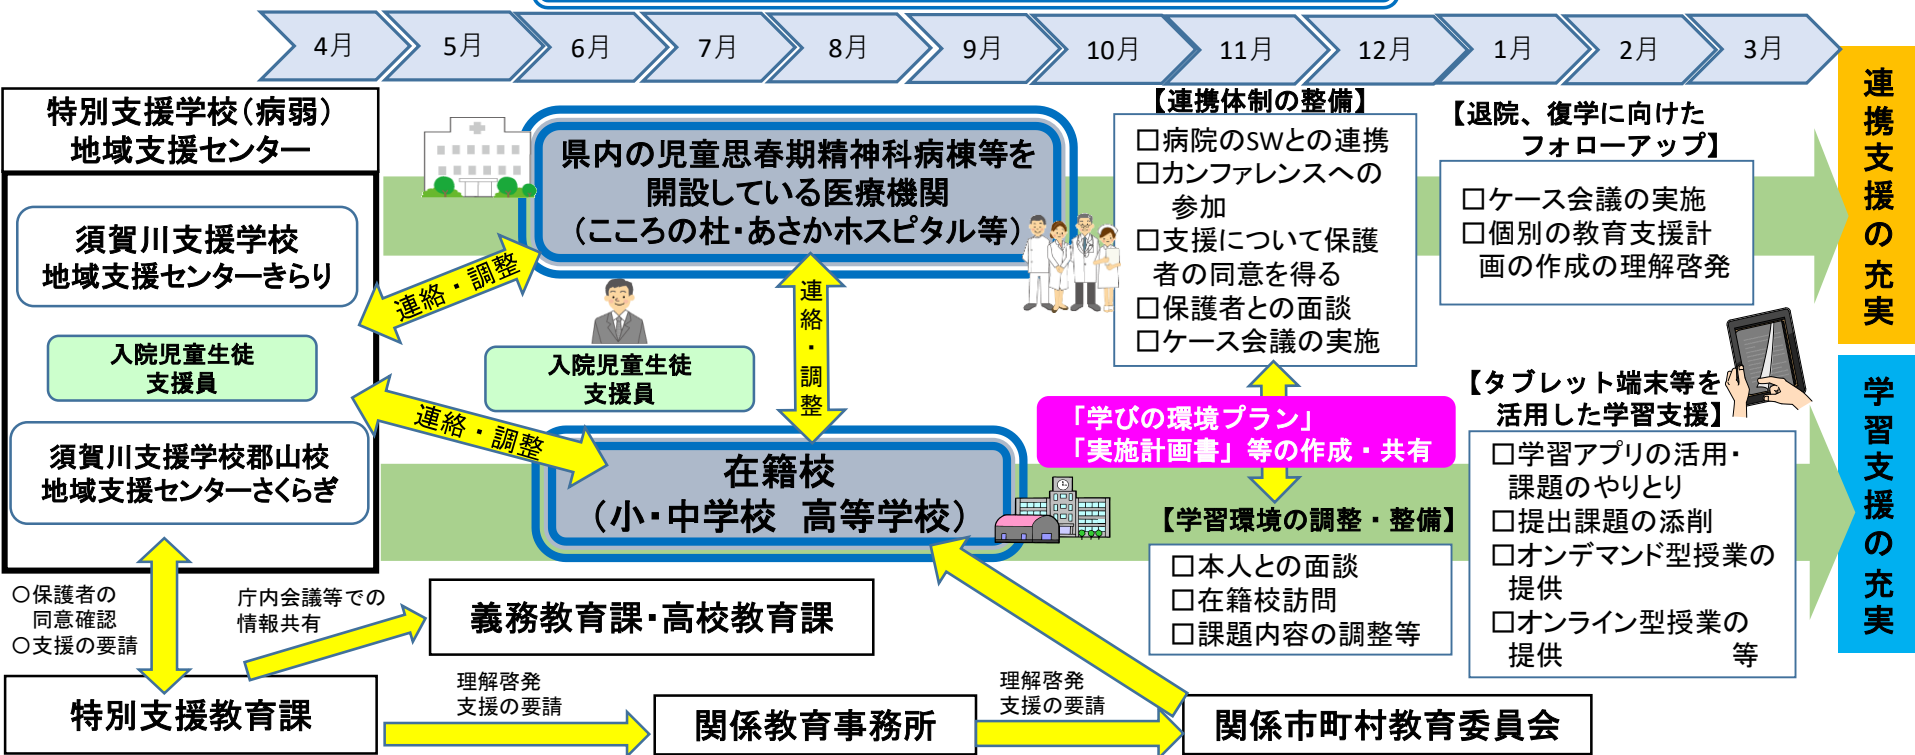 4月
5月
6月
7月
8月
9月
10月
11月
12月
1月
2月
3月
特別支援学校(病弱)
地域支援センター
須賀川支援学校
地域支援センターきらり
入院児童生徒
支援員
須賀川支援学校郡山校
地域支援センターさくらぎ
県内の児童思春期精神科病棟等を
開設している医療機関
(こころの杜・あさかホスピタル等)
連絡・調整
連絡・調整
連絡・調整
入院児童生徒
支援員
在籍校
(小・中学校 高等学校)
【連携体制の整備】
□病院のSWとの連携
□カンファレンスへの
参加
□支援について保護
者の同意を得る
□保護者との面談
□ケース会議の実施
【退院、復学に向けた
フォローアップ】
□ケース会議の実施
□個別の教育支援計
画の作成の理解啓発
「学びの環境プラン」
「実施計画書」等の作成・共有
【学習環境の調整・整備】
□本人との面談
□在籍校訪問
□課題内容の調整等
【タブレット端末等を
活用した学習支援】
□学習アプリの活用・
課題のやりとり
□提出課題の添削
□オンデマンド型授業の
提供
□オンライン型授業の
提供 等
連携支援の充実
学習支援の充実
○保護者の
同意確認
○支援の要請
庁内会議等での
情報共有
義務教育課・高校教育課
特別支援教育課
理解啓発
支援の要請
関係教育事務所
理解啓発
支援の要請
関係市町村教育委員会